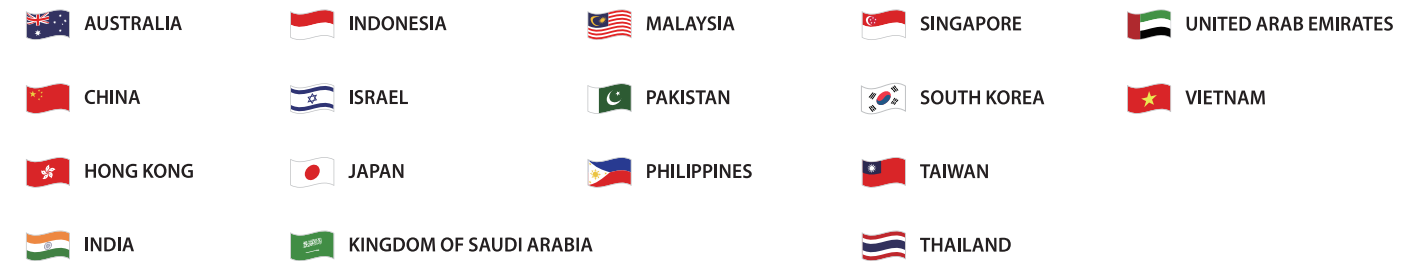 AUSTRALIA
CHINA
HONG KONG
INDIA
INDONESIA
ISRAEL
JAPAN
KINGDOM OF SAUDI ARABIA
MALAYSIA
PAKISTAN
PHILIPPINES
SINGAPORE
SOUTH KOREA
TAIWAN
THAILAND
UNITED ARAB EMIRATES
VIETNAM